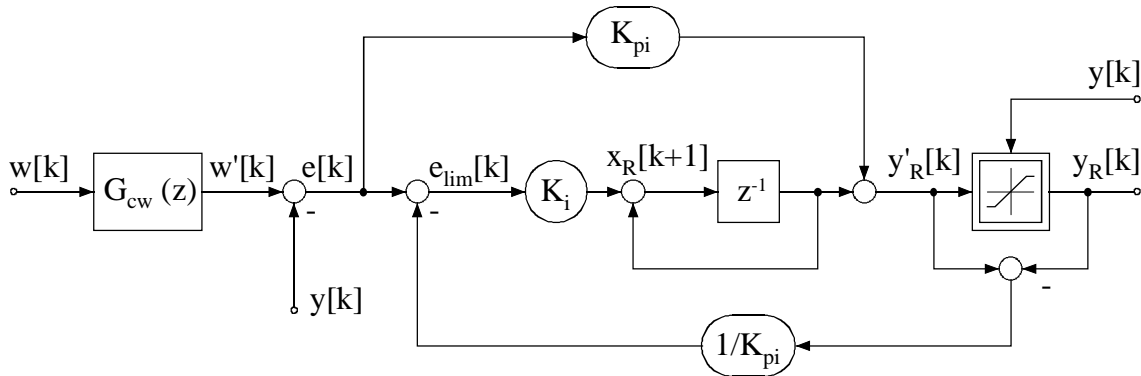 K_pi
y[k]
w[k]
G_cw (z)
w'[k]
e[k]
-
y[k]
e_lim[k]
-
K_i
x_R[k+1]
z^-1
y'_R[k]
y_R[k]
-
1/K_pi